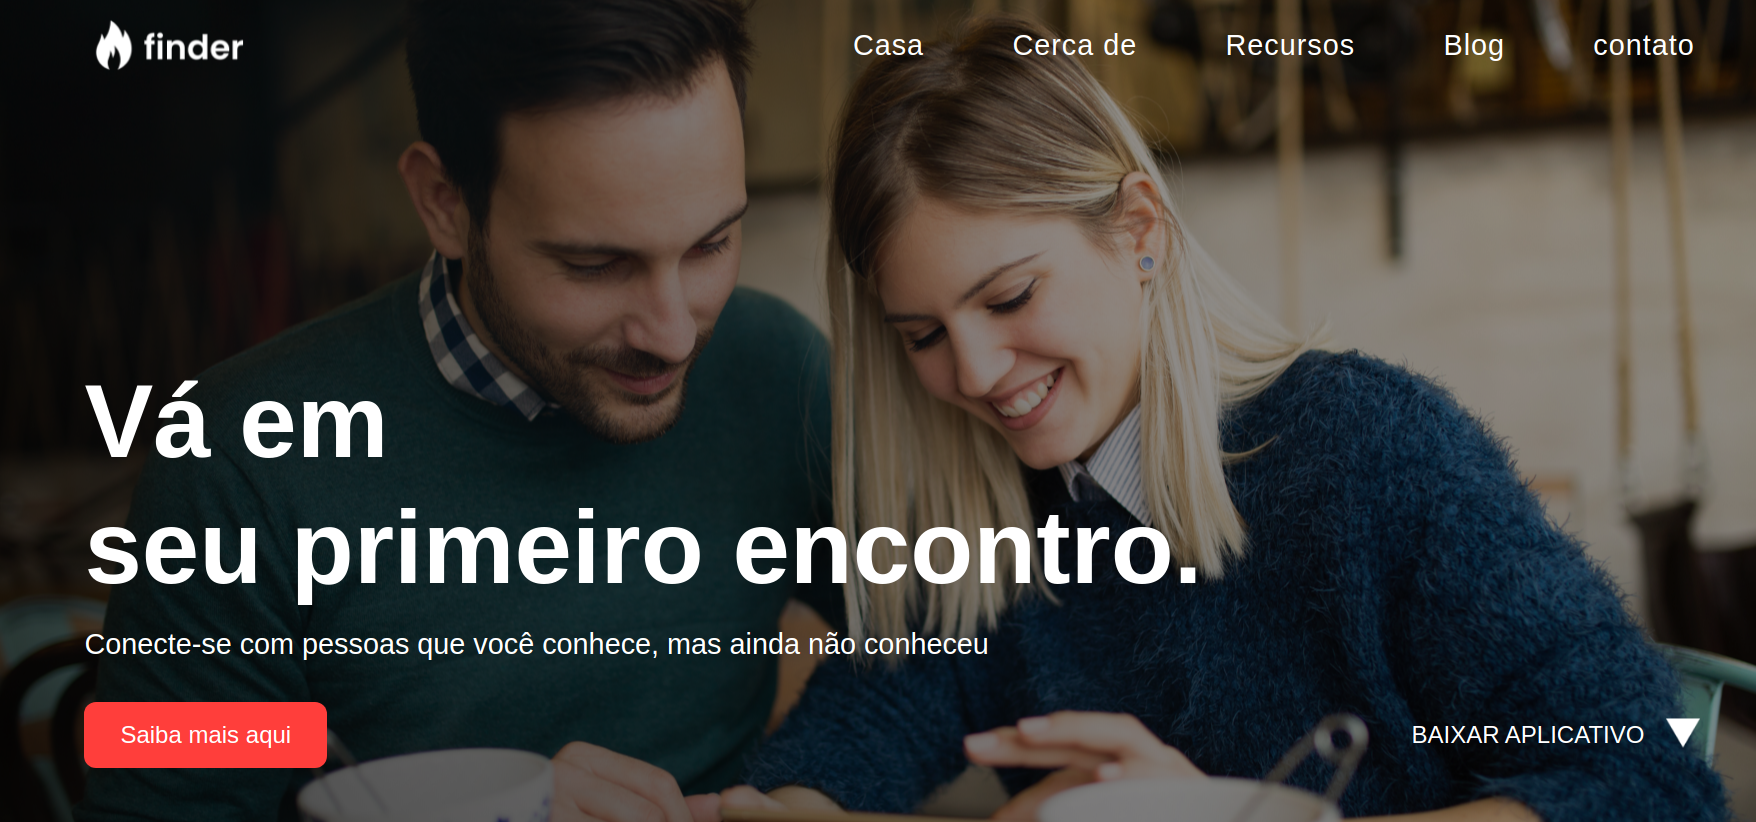 finder
Casa Cerca de Recursos Blog contato
Vá em
seu primeiro encontro.
Conecte-se com pessoas que você conhece, mas ainda não conheceu
Saiba mais aqui
BAIXAR APLICATIVO